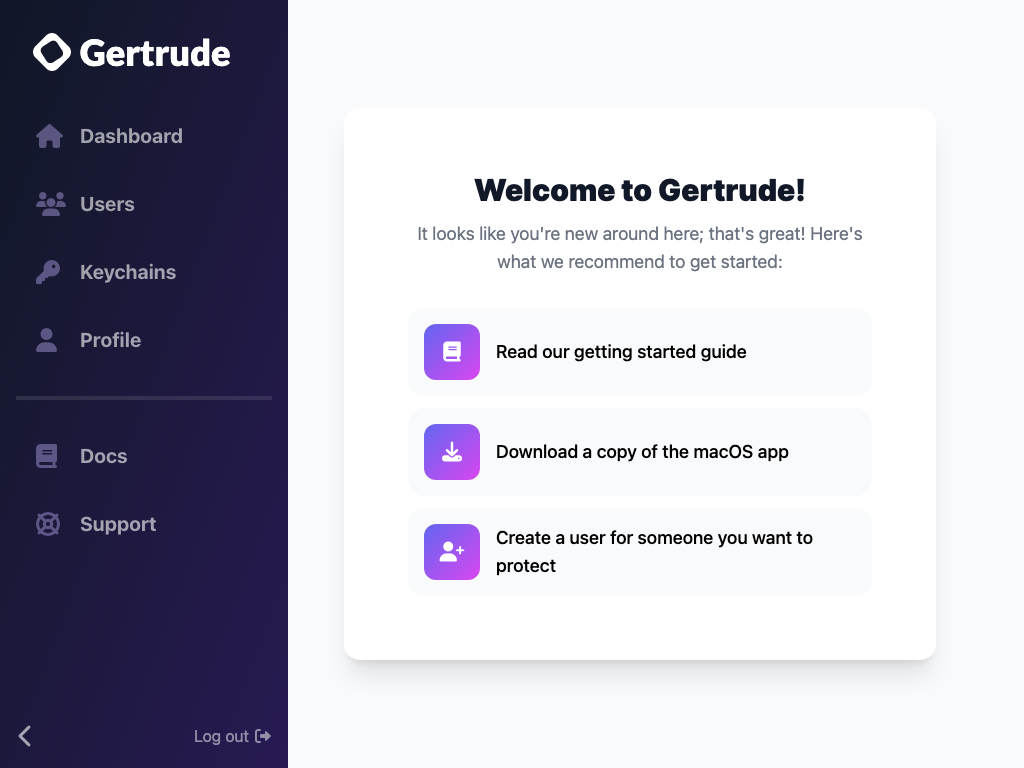 Gertrude
Dashboard
Users
Keychains
Profile
Docs
Support
Log out
Welcome to Gertrude!
It looks like you're new around here; that's great! Here's
what we recommend to get started:
Read our getting started guide
Download a copy of the macOS app
Create a user for someone you want to
protect